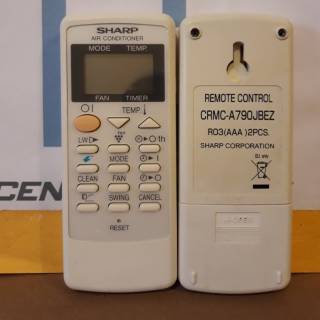 SHARP
AIR CONDITIONER
MODE TEMP.
FAN TIMER
TEMP.
LWD
1h
MODE
CLEAN FAN
SWING CANCEL
RESET
REMOTE CONTROL
CRMC-A790JBEZ
R03(AAA)2PCS.
SHARP CORPORATION
CEN